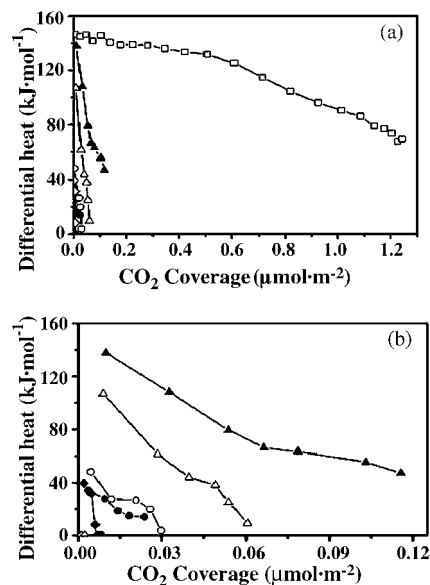 (a)
Differential heat (kJ·mol⁻¹)
160
120
80
40
0
0.0 0.2 0.4 0.6 0.8 1.0 1.2
CO₂ Coverage (μmol·m⁻²)
(b)
Differential heat (kJ·mol⁻¹)
160
120
80
40
0
0.00 0.03 0.06 0.09 0.12
CO₂ Coverage (μmol·m⁻²)